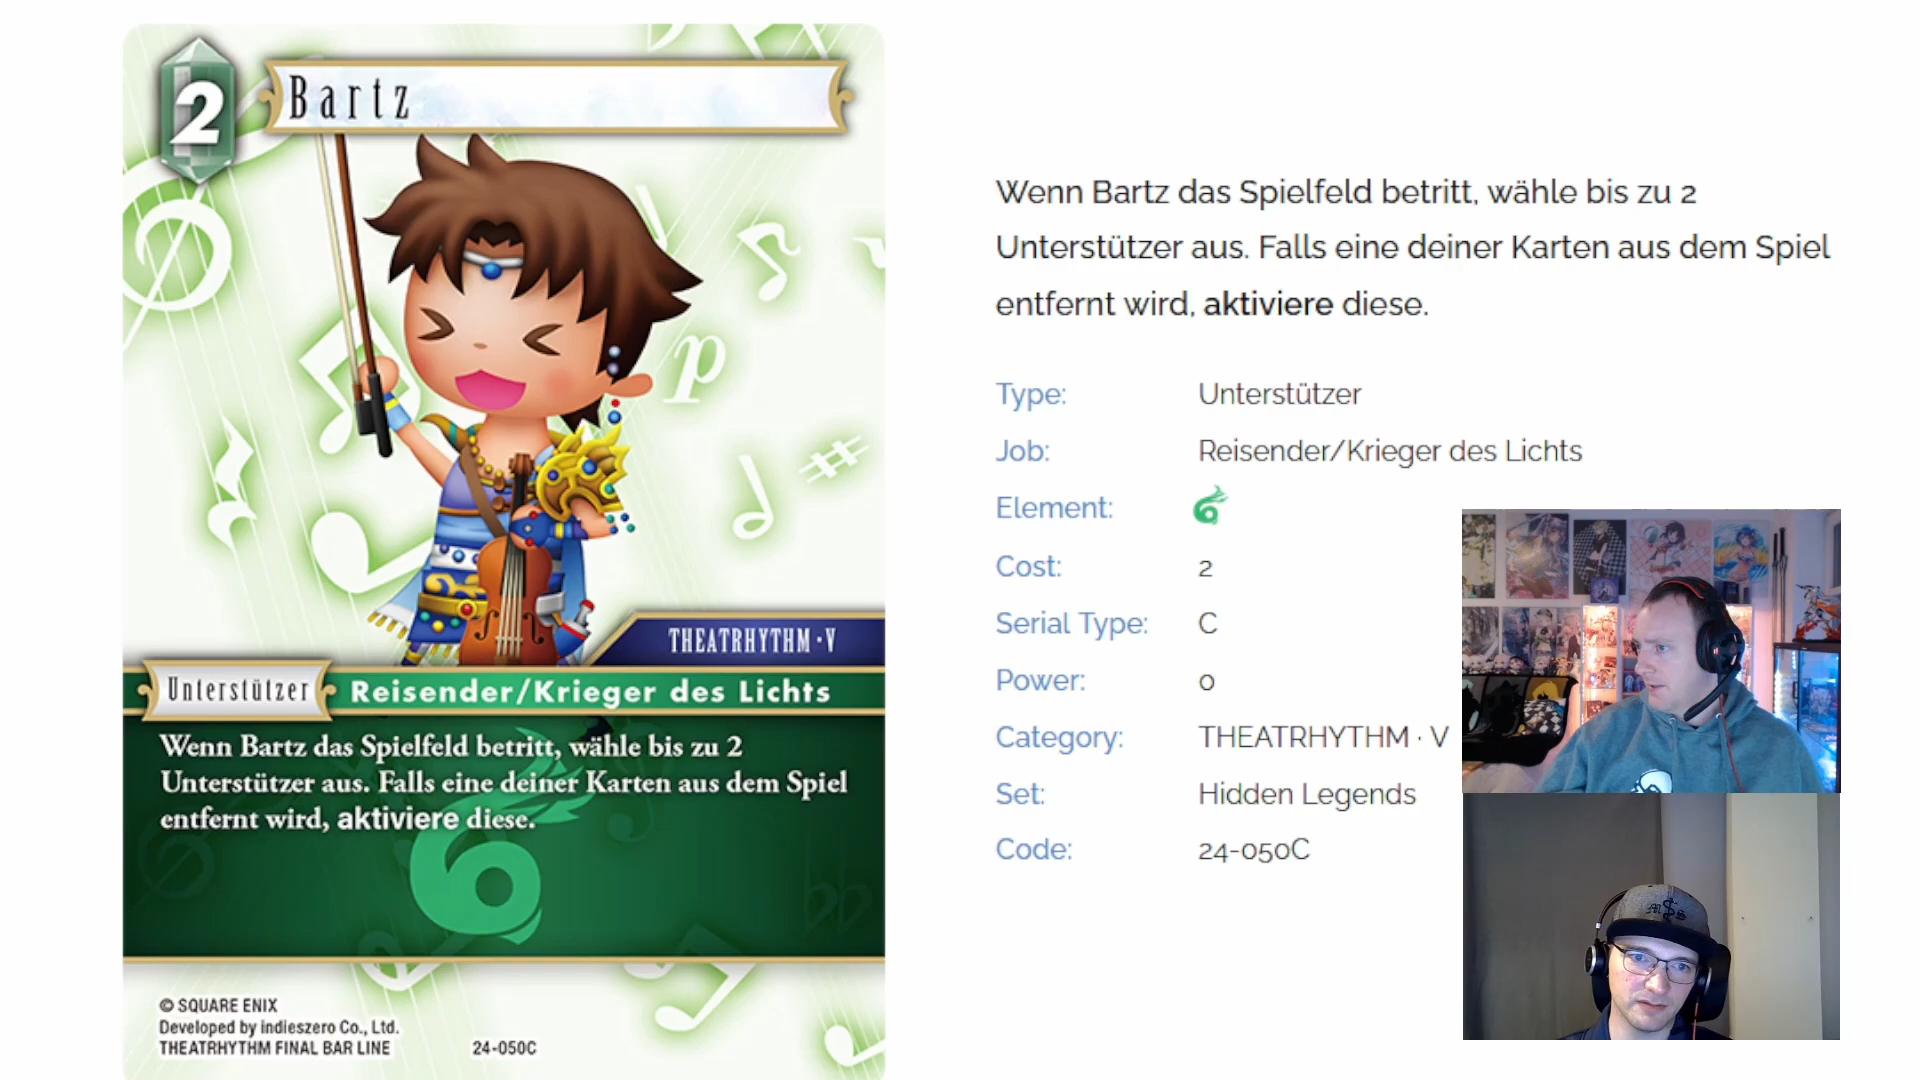 2
Bartz
THEATRHYTHM·V
Unterstützer
Reisender/Krieger des Lichts
Wenn Bartz das Spielfeld betritt, wähle bis zu 2
Unterstützer aus. Falls eine deiner Karten aus dem Spiel
entfernt wird, aktiviere diese.
© SQUARE ENIX
Developed by indieszero Co., Ltd.
THEATRHYTHM FINAL BAR LINE
24-050C
Wenn Bartz das Spielfeld betritt, wähle bis zu 2
Unterstützer aus. Falls eine deiner Karten aus dem Spiel
entfernt wird, aktiviere diese.
Type: Unterstützer
Job: Reisender/Krieger des Lichts
Element:
Cost: 2
Serial Type: C
Power: 0
Category: THEATRHYTHM · V
Set: Hidden Legends
Code: 24-050C